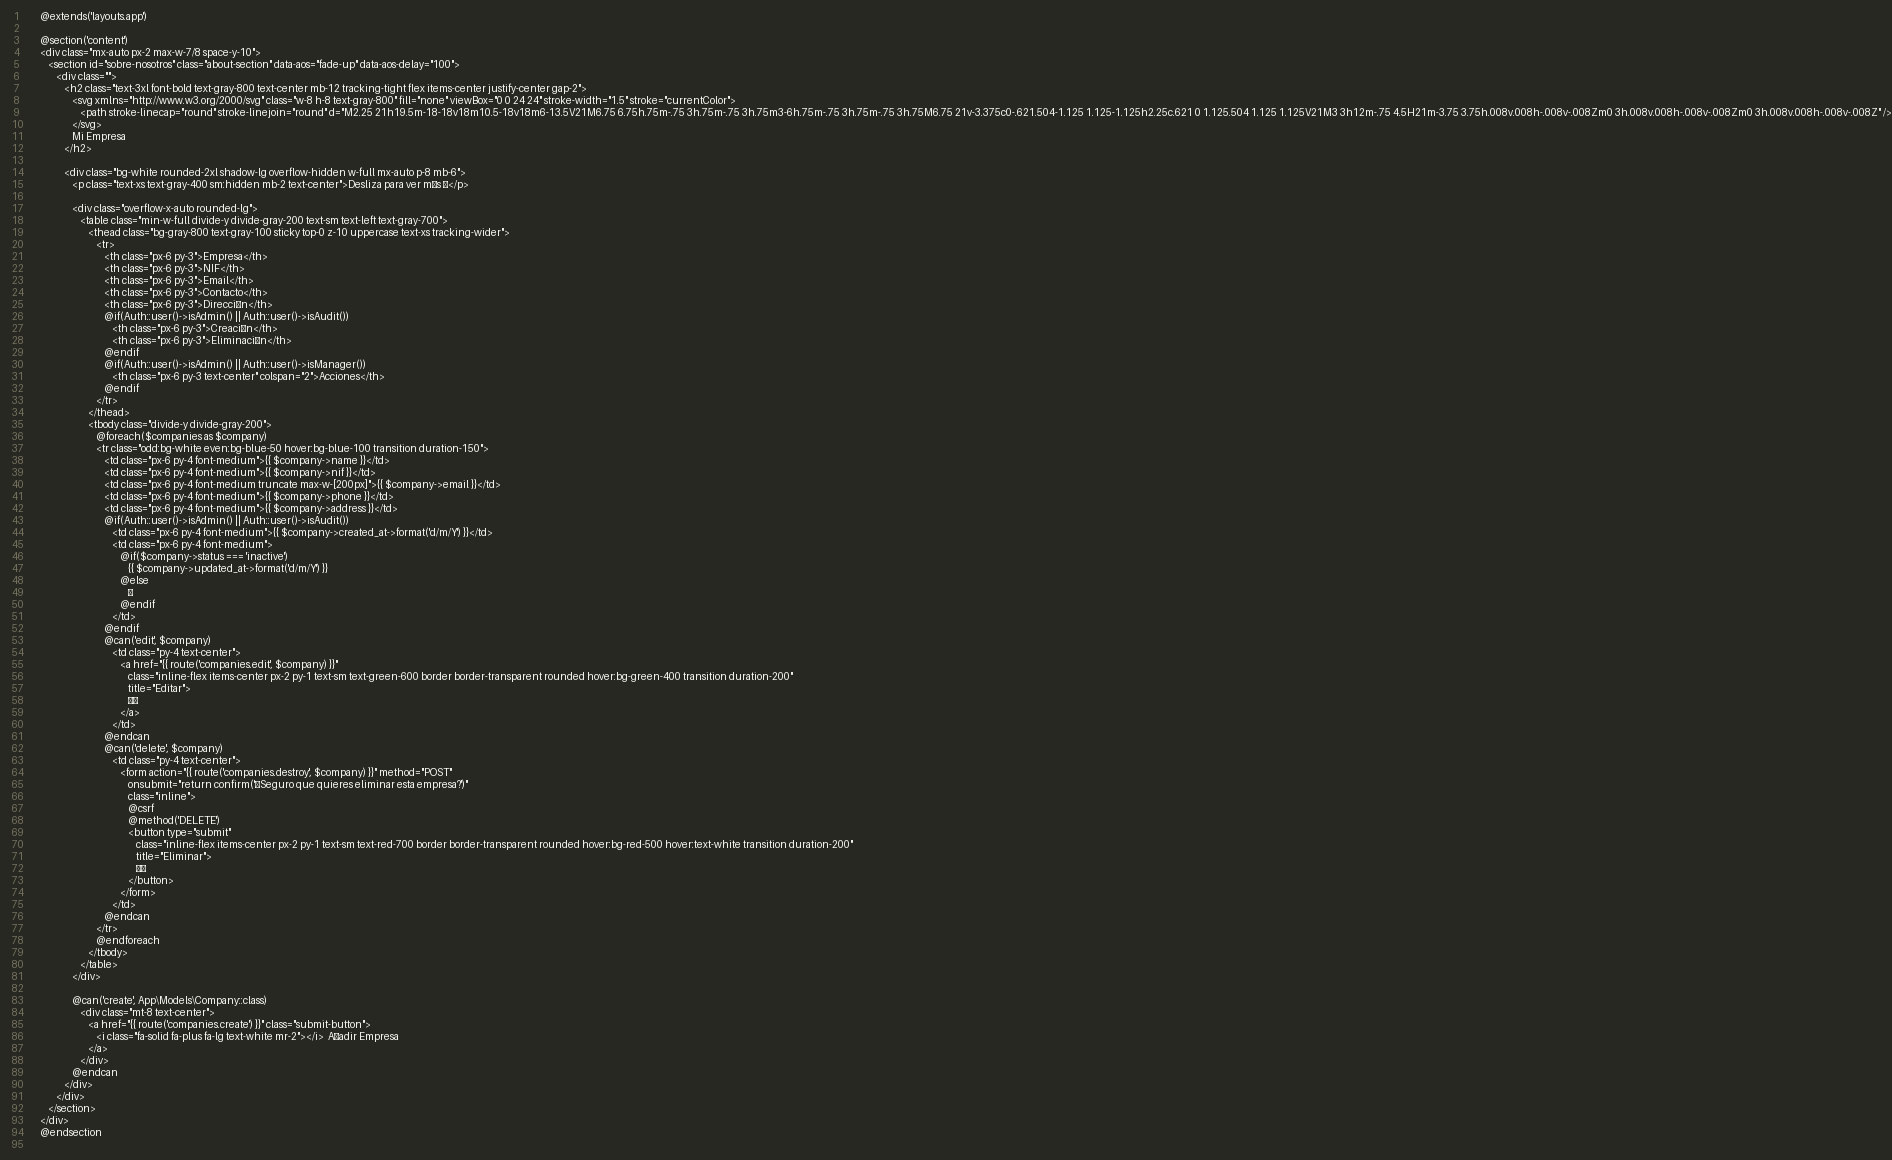 1 @extends('layouts.app')
2
3 @section('content')
4 <div class="mx-auto px-2 max-w-7/8 space-y-10">
5 <section id="sobre-nosotros" class="about-section" data-aos="fade-up" data-aos-delay="100">
6 <div class="">
7 <h2 class="text-3xl font-bold text-gray-800 text-center mb-12 tracking-tight flex items-center justify-center gap-2">
8 <svg xmlns="http://www.w3.org/2000/svg" class="w-8 h-8 text-gray-800" fill="none" viewBox="0 0 24 24" stroke-width="1.5" stroke="currentColor">
9 <path stroke-linecap="round" stroke-linejoin="round" d="M2.25 21h19.5m-18-18v18m10.5-18v18m6-13.5V21M6.75 6.75h.75m-.75 3h.75m-.75 3h.75m3-6h.75m-.75 3h.75m-.75 3h.75M6.75 21v-3.375c0-.621.504-1.125 1.125-1.125h2.25c.621 0 1.125.504 1.125 1.125V21M3 3h12m-.75 4.5H21m-3.75 3.75h.008v.008h-.008v-.008Zm0 3h.008v.008h-.008v-.008Zm0 3h.008v.008h-.008v-.008Z" />
10 </svg>
11 Mi Empresa
12 </h2>
13
14 <div class="bg-white rounded-2xl shadow-lg overflow-hidden w-full mx-auto p-8 mb-6">
15 <p class="text-xs text-gray-400 sm:hidden mb-2 text-center">Desliza para ver m□s □</p>
16
17 <div class="overflow-x-auto rounded-lg">
18 <table class="min-w-full divide-y divide-gray-200 text-sm text-left text-gray-700">
19 <thead class="bg-gray-800 text-gray-100 sticky top-0 z-10 uppercase text-xs tracking-wider">
20 <tr>
21 <th class="px-6 py-3">Empresa</th>
22 <th class="px-6 py-3">NIF</th>
23 <th class="px-6 py-3">Email</th>
24 <th class="px-6 py-3">Contacto</th>
25 <th class="px-6 py-3">Direcci□n</th>
26 @if(Auth::user()->isAdmin() || Auth::user()->isAudit())
27 <th class="px-6 py-3">Creaci□n</th>
28 <th class="px-6 py-3">Eliminaci□n</th>
29 @endif
30 @if(Auth::user()->isAdmin() || Auth::user()->isManager())
31 <th class="px-6 py-3 text-center" colspan="2">Acciones</th>
32 @endif
33 </tr>
34 </thead>
35 <tbody class="divide-y divide-gray-200">
36 @foreach($companies as $company)
37 <tr class="odd:bg-white even:bg-blue-50 hover:bg-blue-100 transition duration-150">
38 <td class="px-6 py-4 font-medium">{{ $company->name }}</td>
39 <td class="px-6 py-4 font-medium">{{ $company->nif }}</td>
40 <td class="px-6 py-4 font-medium truncate max-w-[200px]">{{ $company->email }}</td>
41 <td class="px-6 py-4 font-medium">{{ $company->phone }}</td>
42 <td class="px-6 py-4 font-medium">{{ $company->address }}</td>
43 @if(Auth::user()->isAdmin() || Auth::user()->isAudit())
44 <td class="px-6 py-4 font-medium">{{ $company->created_at->format('d/m/Y') }}</td>
45 <td class="px-6 py-4 font-medium">
46 @if($company->status === 'inactive')
47 {{ $company->updated_at->format('d/m/Y') }}
48 @else
49 □
50 @endif
51 </td>
52 @endif
53 @can('edit', $company)
54 <td class="py-4 text-center">
55 <a href="{{ route('companies.edit', $company) }}"
56 class="inline-flex items-center px-2 py-1 text-sm text-green-600 border border-transparent rounded hover:bg-green-400 transition duration-200"
57 title="Editar">
58 □□
59 </a>
60 </td>
61 @endcan
62 @can('delete', $company)
63 <td class="py-4 text-center">
64 <form action="{{ route('companies.destroy', $company) }}" method="POST"
65 onsubmit="return confirm('□Seguro que quieres eliminar esta empresa?')"
66 class="inline">
67 @csrf
68 @method('DELETE')
69 <button type="submit"
70 class="inline-flex items-center px-2 py-1 text-sm text-red-700 border border-transparent rounded hover:bg-red-500 hover:text-white transition duration-200"
71 title="Eliminar">
72 □□
73 </button>
74 </form>
75 </td>
76 @endcan
77 </tr>
78 @endforeach
79 </tbody>
80 </table>
81 </div>
82
83 @can('create', App\Models\Company::class)
84 <div class="mt-8 text-center">
85 <a href="{{ route('companies.create') }}" class="submit-button">
86 <i class="fa-solid fa-plus fa-lg text-white mr-2"></i> A□adir Empresa
87 </a>
88 </div>
89 @endcan
90 </div>
91 </div>
92 </section>
93 </div>
94 @endsection
95